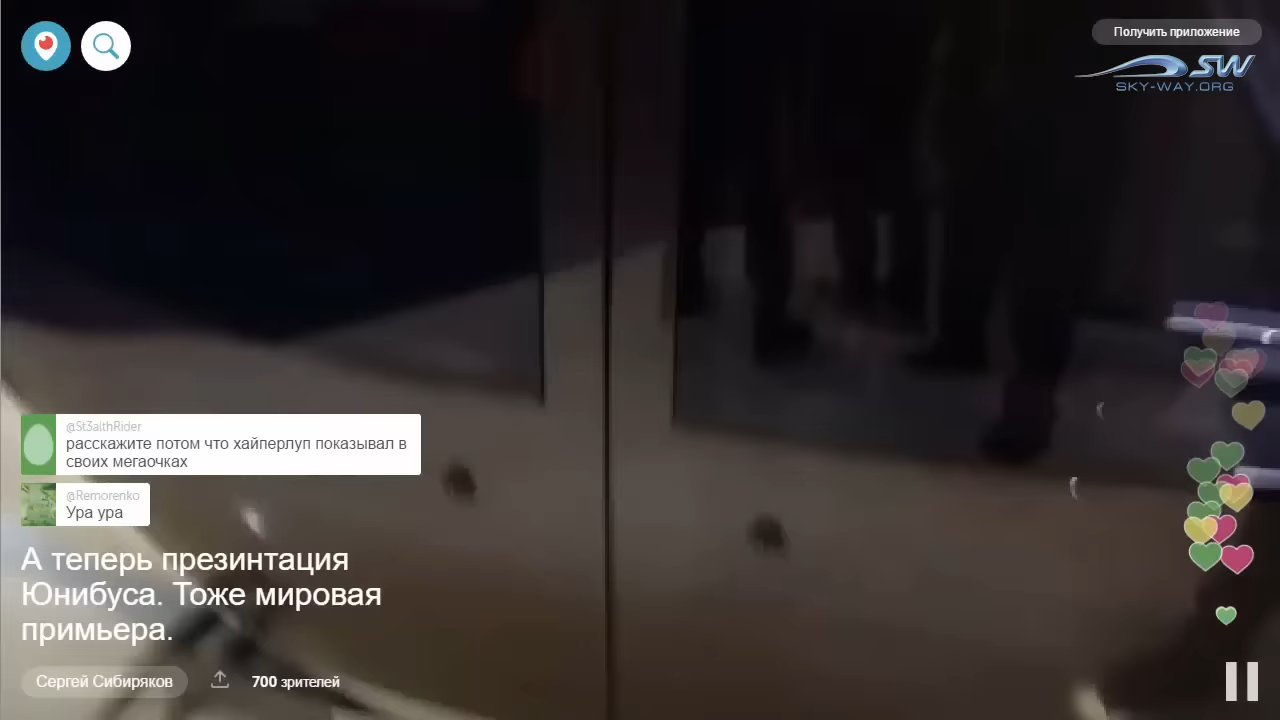 Получить приложение
SW
SKY-WAY.ORG
@St3althRider
расскажите потом что хайперлуп показывал в
своих мегаочках
@Remorenko
Ура ура
А теперь презинтация
Юнибуса. Тоже мировая
примьера.
Сергей Сибиряков
700 зрителей